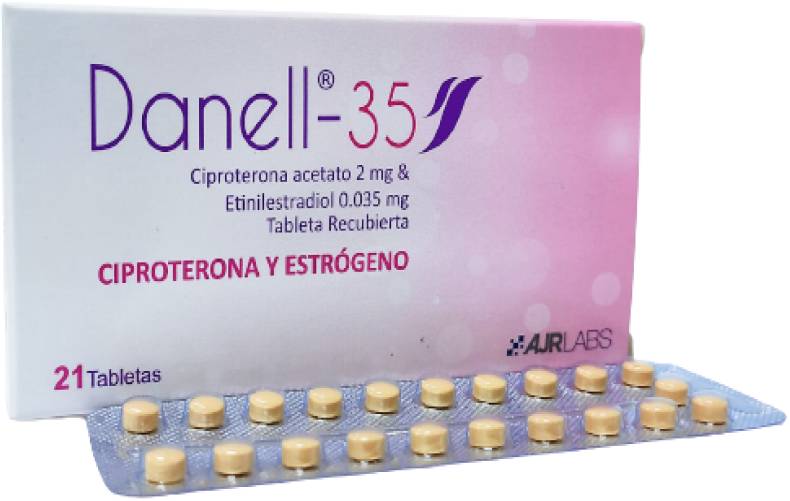 Danell®-35
Ciproterona acetato 2 mg &
Etinilestradiol 0.035 mg
Tableta Recubierta
CIPROTERONA Y ESTRÓGENO
AJRLABS
21 Tabletas